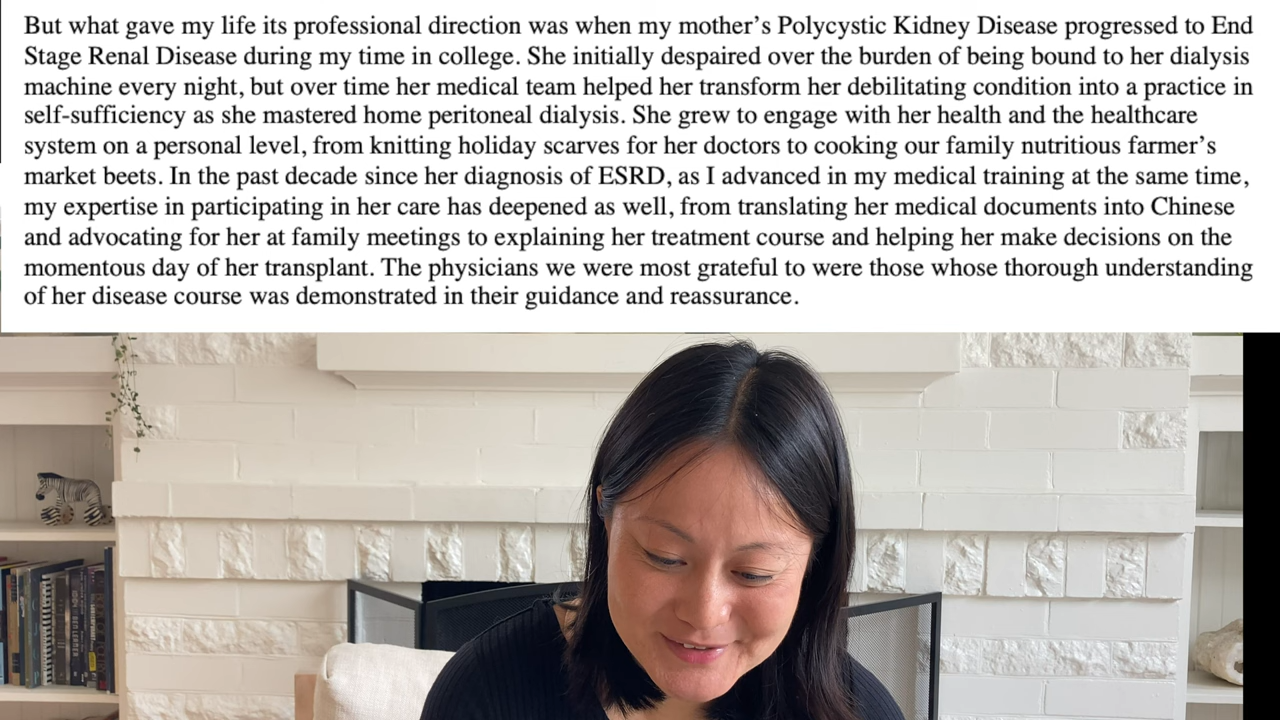 But what gave my life its professional direction was when my mother’s Polycystic Kidney Disease progressed to End
Stage Renal Disease during my time in college. She initially despaired over the burden of being bound to her dialysis
machine every night, but over time her medical team helped her transform her debilitating condition into a practice in
self-sufficiency as she mastered home peritoneal dialysis. She grew to engage with her health and the healthcare
system on a personal level, from knitting holiday scarves for her doctors to cooking our family nutritious farmer’s
market beets. In the past decade since her diagnosis of ESRD, as I advanced in my medical training at the same time,
my expertise in participating in her care has deepened as well, from translating her medical documents into Chinese
and advocating for her at family meetings to explaining her treatment course and helping her make decisions on the
momentous day of her transplant. The physicians we were most grateful to were those whose thorough understanding
of her disease course was demonstrated in their guidance and reassurance.